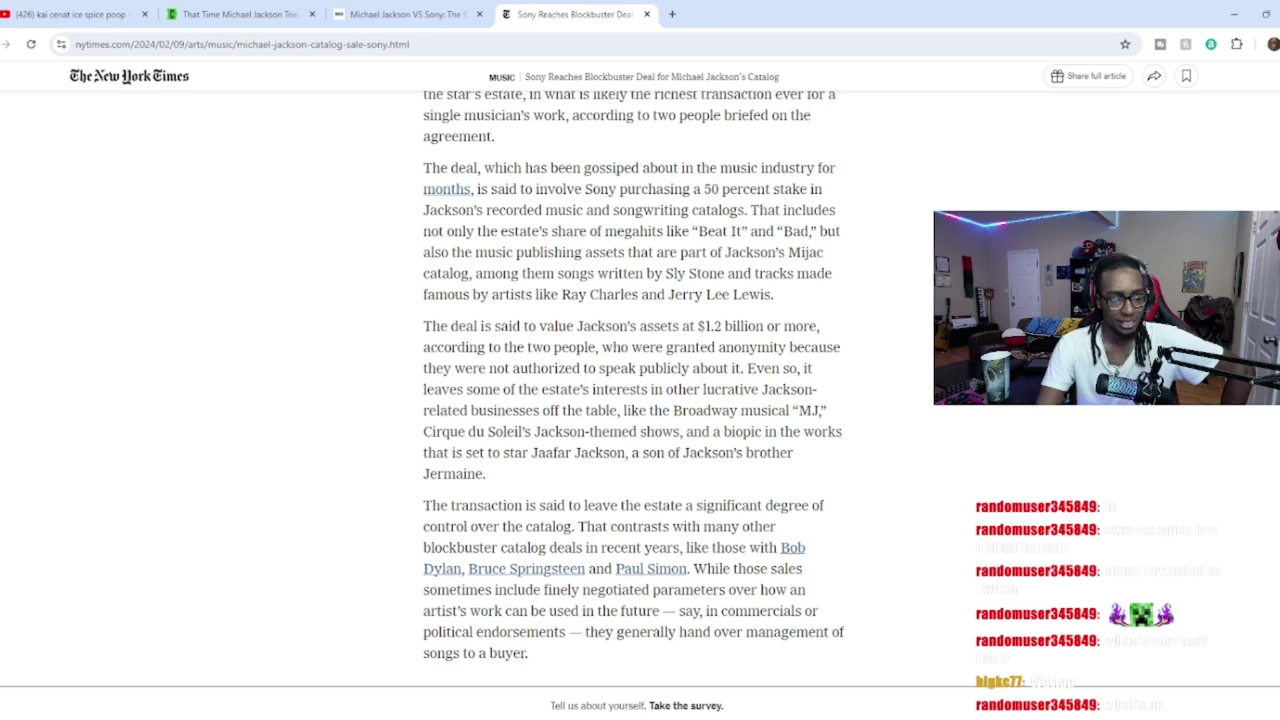 (426) kai cenat ice spice poop
That Time Michael Jackson Trie
Michael Jackson VS Sony: The
Sony Reaches Blockbuster Deal
nytimes.com/2024/02/09/arts/music/michael-jackson-catalog-sale-sony.html
The New York Times
MUSIC | Sony Reaches Blockbuster Deal for Michael Jackson's Catalog
Share full article
the star's estate, in what is likely the richest transaction ever for a
single musician's work, according to two people briefed on the
agreement.
The deal, which has been gossiped about in the music industry for
months, is said to involve Sony purchasing a 50 percent stake in
Jackson's recorded music and songwriting catalogs. That includes
not only the estate's share of megahits like “Beat It” and “Bad,” but
also the music publishing assets that are part of Jackson's Mijac
catalog, among them songs written by Sly Stone and tracks made
famous by artists like Ray Charles and Jerry Lee Lewis.
The deal is said to value Jackson's assets at $1.2 billion or more,
according to the two people, who were granted anonymity because
they were not authorized to speak publicly about it. Even so, it
leaves some of the estate's interests in other lucrative Jackson-
related businesses off the table, like the Broadway musical “MJ,”
Cirque du Soleil's Jackson-themed shows, and a biopic in the works
that is set to star Jaafar Jackson, a son of Jackson's brother
Jermaine.
The transaction is said to leave the estate a significant degree of
control over the catalog. That contrasts with many other
blockbuster catalog deals in recent years, like those with Bob
Dylan, Bruce Springsteen and Paul Simon. While those sales
sometimes include finely negotiated parameters over how an
artist's work can be used in the future — say, in commercials or
political endorsements — they generally hand over management of
songs to a buyer.
Tell us about yourself. Take the survey.
randomuser345849:
randomuser345849:
randomuser345849:
randomuser345849:
randomuser345849:
bigkc77:
randomuser345849: